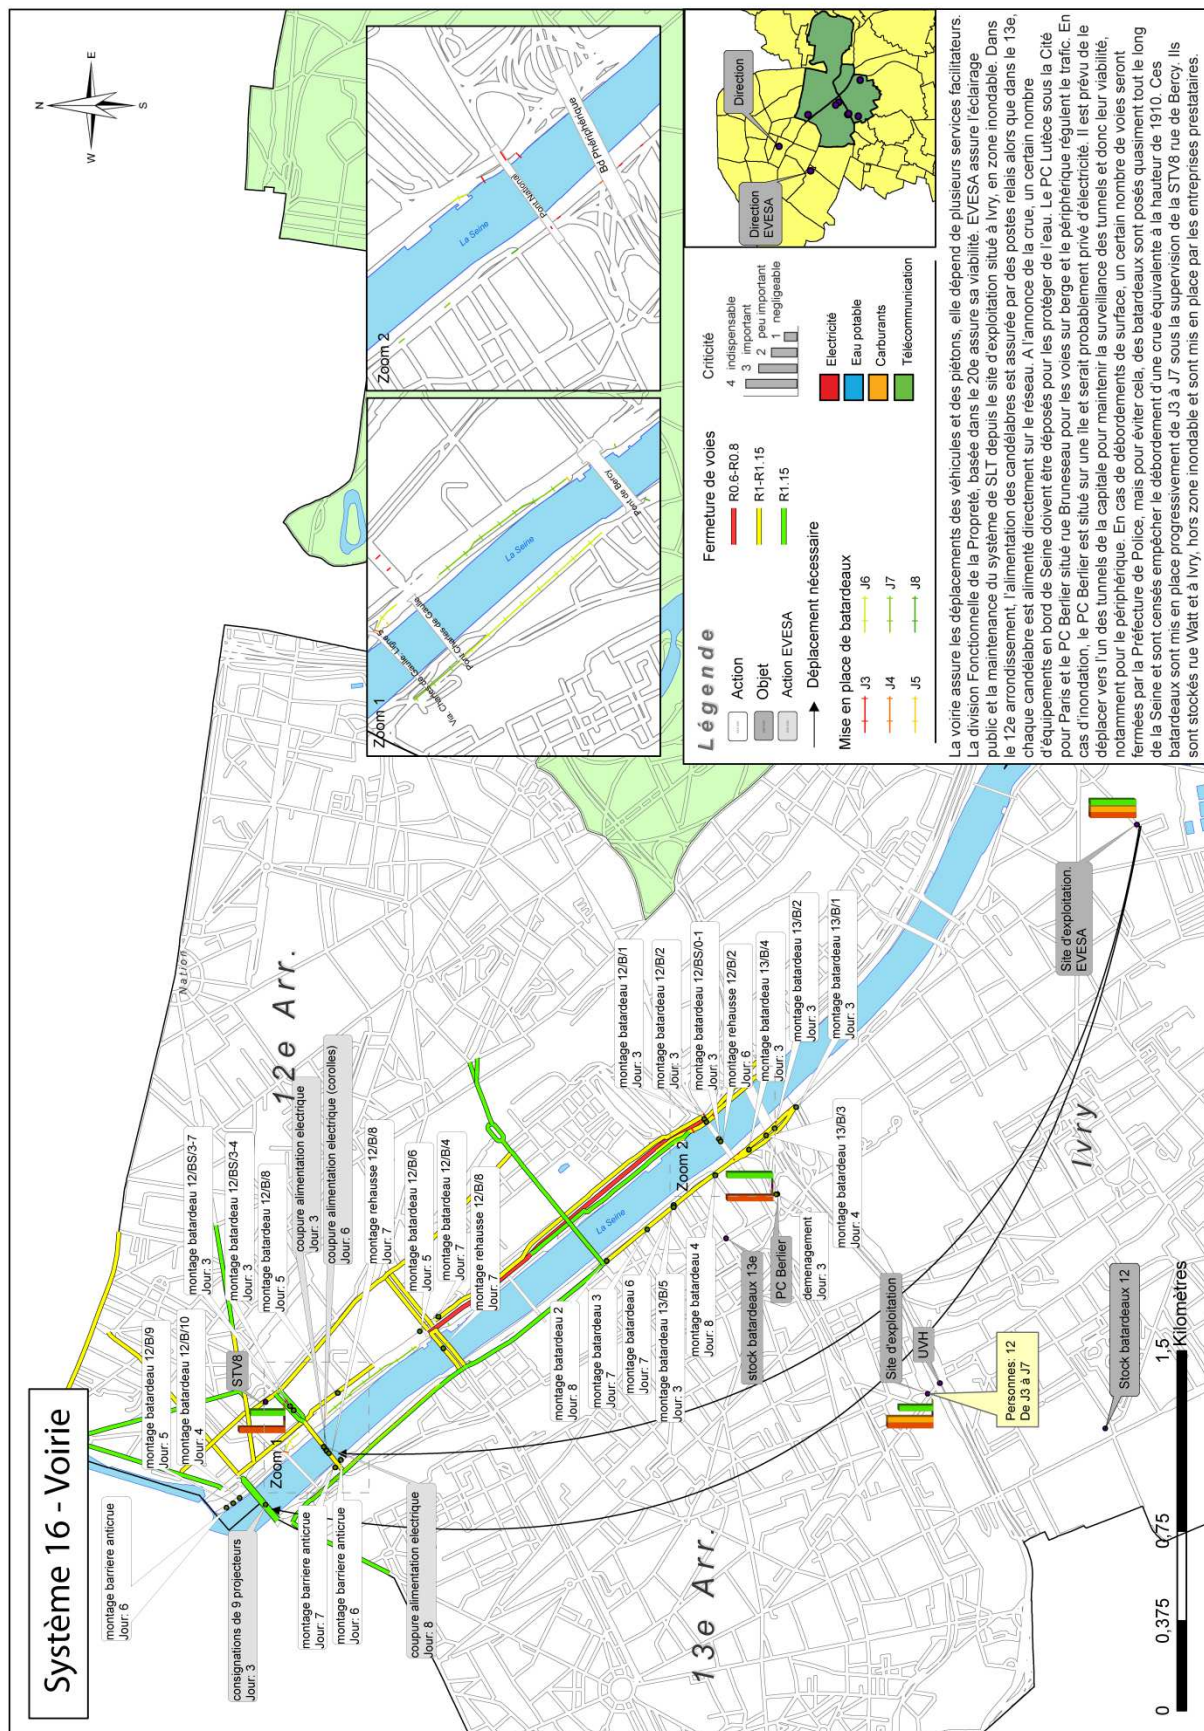 Système 16 - Voirie
montage barriere anticrue
Jour: 6
montage batardeau 12/B/9
Jour: 5
montage batardeau 12/B/10
Jour: 4
montage batardeau 12/BS/3-7
Jour: 3
montage batardeau 12/BS/3-4
Jour: 3
montage batardeau 12/B/8
Jour: 5
coupure alimentation electrique
Jour: 3
coupure alimentation electrique (corolles)
Jour: 6
montage rehausse 12/B/8
Jour: 7
montage batardeau 12/B/6
Jour: 5
montage batardeau 12/B/4
Jour: 7
montage rehausse 12/B/8
Jour: 7
STV8
Zoom 1
consignations de 9 projecteurs
Jour: 3
montage barriere anticrue
Jour: 7
montage barriere anticrue
Jour: 6
coupure alimentation electrique
Jour: 8
Nation
12e Arr.
13e Arr.
Ivry
La Seine
montage batardeau 12/B/1
Jour: 3
montage batardeau 12/B/2
Jour: 3
montage batardeau 12/BS/0-1
Jour: 3
montage rehausse 12/B/2
Jour: 6
montage batardeau 13/B/4
Jour: 3
montage batardeau 13/B/2
Jour: 3
montage batardeau 13/B/1
Jour: 3
Zoom 2
montage batardeau 2
Jour: 8
montage batardeau 3
Jour: 7
montage batardeau 6
Jour: 7
montage batardeau 13/B/5
Jour: 3
montage batardeau 4
Jour: 8
stock batardeaux 13e
PC Berlier
demenagement
Jour: 3
montage batardeau 13/B/3
Jour: 4
Site d'exploitation
UVH
Personnes: 12
De J3 à J7
Stock batardeaux 12
Site d'exploitation.
EVESA
0 0,375 0,75 1,5
Kilomètres
N
W E
S
Zoom 1
Via. Charles de Gaulle, Ligne 5
Pont Charles de Gaulle
La Seine
Pont de Bercy
Zoom 2
La Seine
Pont National
Bd Périphérique
Légende
Action
Objet
Action EVESA
Déplacement nécessaire
Mise en place de batardeaux
J3 J6
J4 J7
J5 J8
Fermeture de voies
R0.6-R0.8
R1-R1.15
R1.15
Criticité
4 indispensable
3 important
2 peu important
1 negligeable
Electricité
Eau potable
Carburants
Télécommunication
Direction
Direction
EVESA
La voirie assure les déplacements des véhicules et des piétons, elle dépend de plusieurs services facilitateurs.
La division Fonctionnelle de la Propreté, basée dans le 20e assure sa viabilité. EVESA assure l'éclairage
public et la maintenance du système de SLT depuis le site d'exploitation situé à Ivry, en zone inondable. Dans
le 12e arrondissement, l'alimentation des candélabres est assurée par des postes relais alors que dans le 13e,
chaque candélabre est alimenté directement sur le réseau. A l'annonce de la crue, un certain nombre
d'équipements en bord de Seine doivent être déposés pour les protéger de l'eau. Le PC Lutèce sous la Cité
pour Paris et le PC Berlier situé rue Bruneseau pour les voies sur berge et le périphérique régulent le trafic. En
cas d'inondation, le PC Berlier est situé sur une île et serait probablement privé d'électricité. Il est prévu de le
déplacer vers l'un des tunnels de la capitale pour maintenir la surveillance des tunnels et donc leur viabilité,
notamment pour le périphérique. En cas de débordements de surface, un certain nombre de voies seront
fermées par la Préfecture de Police, mais pour éviter cela, des batardeaux sont posés quasiment tout le long
de la Seine et sont censés empêcher le débordement d'une crue équivalente à la hauteur de 1910. Ces
batardeaux sont mis en place progressivement de J3 à J7 sous la supervision de la STV8 rue de Bercy. Ils
sont stockés rue Watt et à Ivry, hors zone inondable et sont mis en place par les entreprises prestataires.